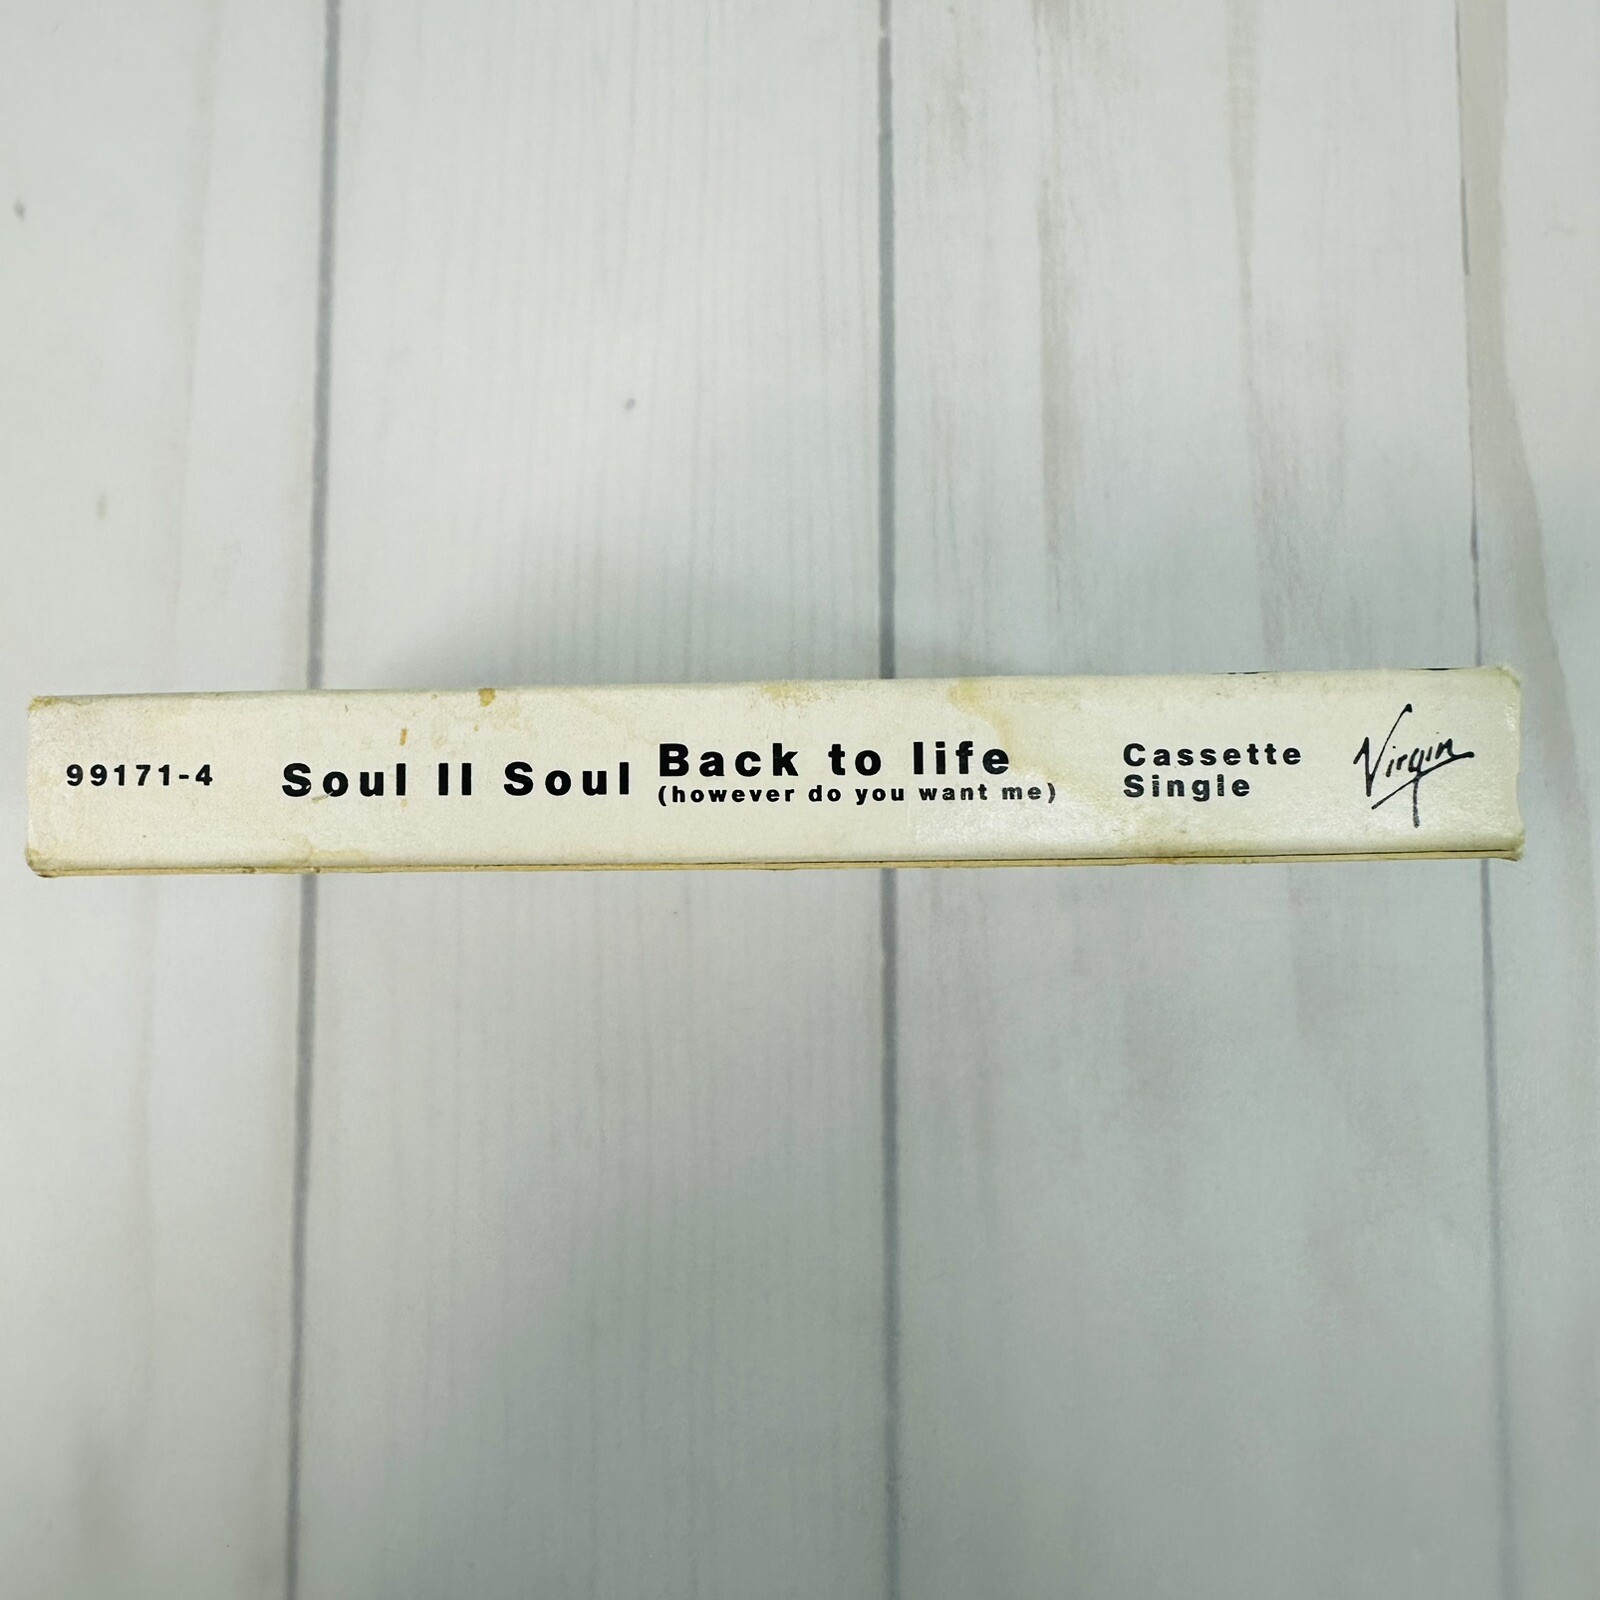 99171-4
Soul II Soul
Back to life
(however do you want me)
Cassette
Single
Virgin